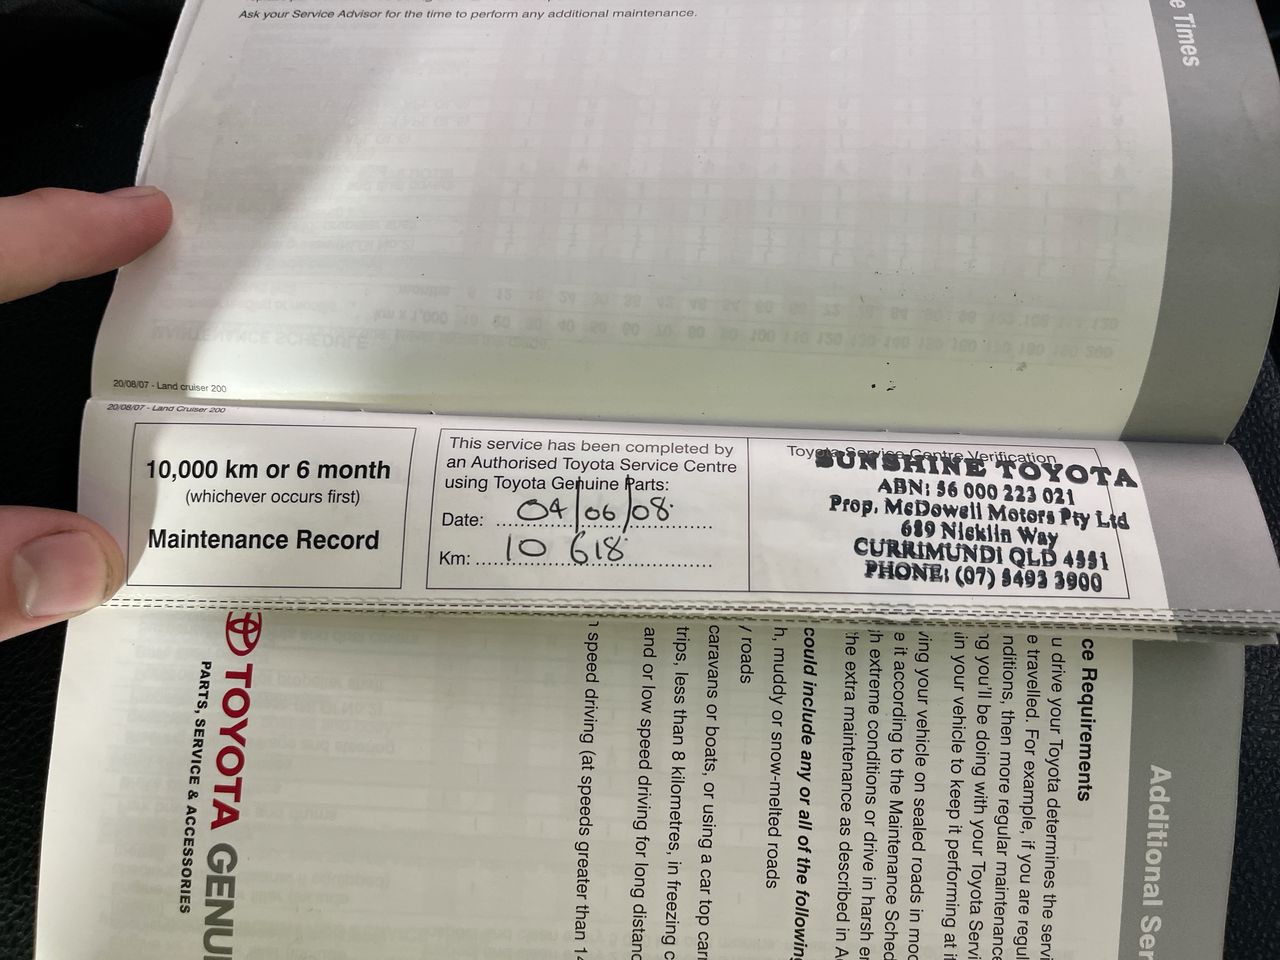 e Times
Ask your Service Advisor for the time to perform any additional maintenance.
20/08/07 - Land cruiser 200
20/08/07 - Land Cruiser 200
10,000 km or 6 month
(whichever occurs first)
Maintenance Record
This service has been completed by
an Authorised Toyota Service Centre
using Toyota Genuine Parts:
Date: 04/06/08
Km: 10 618
Toyota Service Centre Verification
SUNSHINE TOYOTA
ABN: 56 000 223 021
Prop. McDowell Motors Pty Ltd
689 Nicklin Way
CURRIMUNDI QLD 4551
PHONE: (07) 5493 3900
Additional Ser
ce Requirements
u drive your Toyota determines the servi
e travelled. For example, if you are regul
nditions, then more regular maintenance
ng you'll be doing with your Toyota Servi
in your vehicle to keep it performing at it
ving your vehicle on sealed roads in mod
e it according to the Maintenance Sched
h extreme conditions or drive in harsh en
the extra maintenance as described in A
could include any or all of the following
h, muddy or snow-melted roads
y roads
caravans or boats, or using a car top carr
trips, less than 8 kilometres, in freezing c
and or low speed driving for long distanc
speed driving (at speeds greater than 14
TOYOTA GENU
PARTS, SERVICE & ACCESSORIES